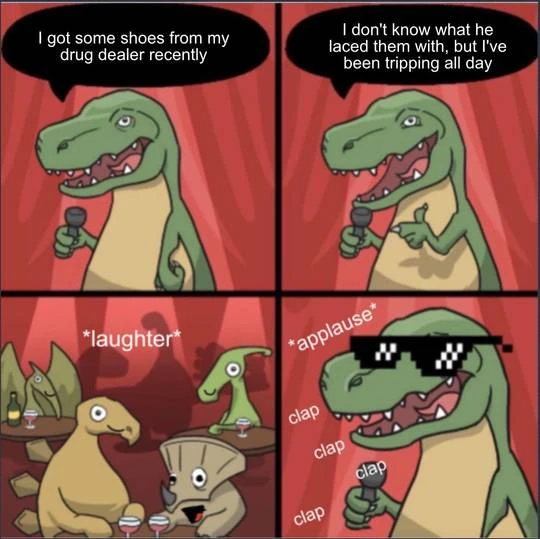 I got some shoes from my
drug dealer recently
I don't know what he
laced them with, but I've
been tripping all day
*laughter*
*applause*
clap
clap
clap
clap